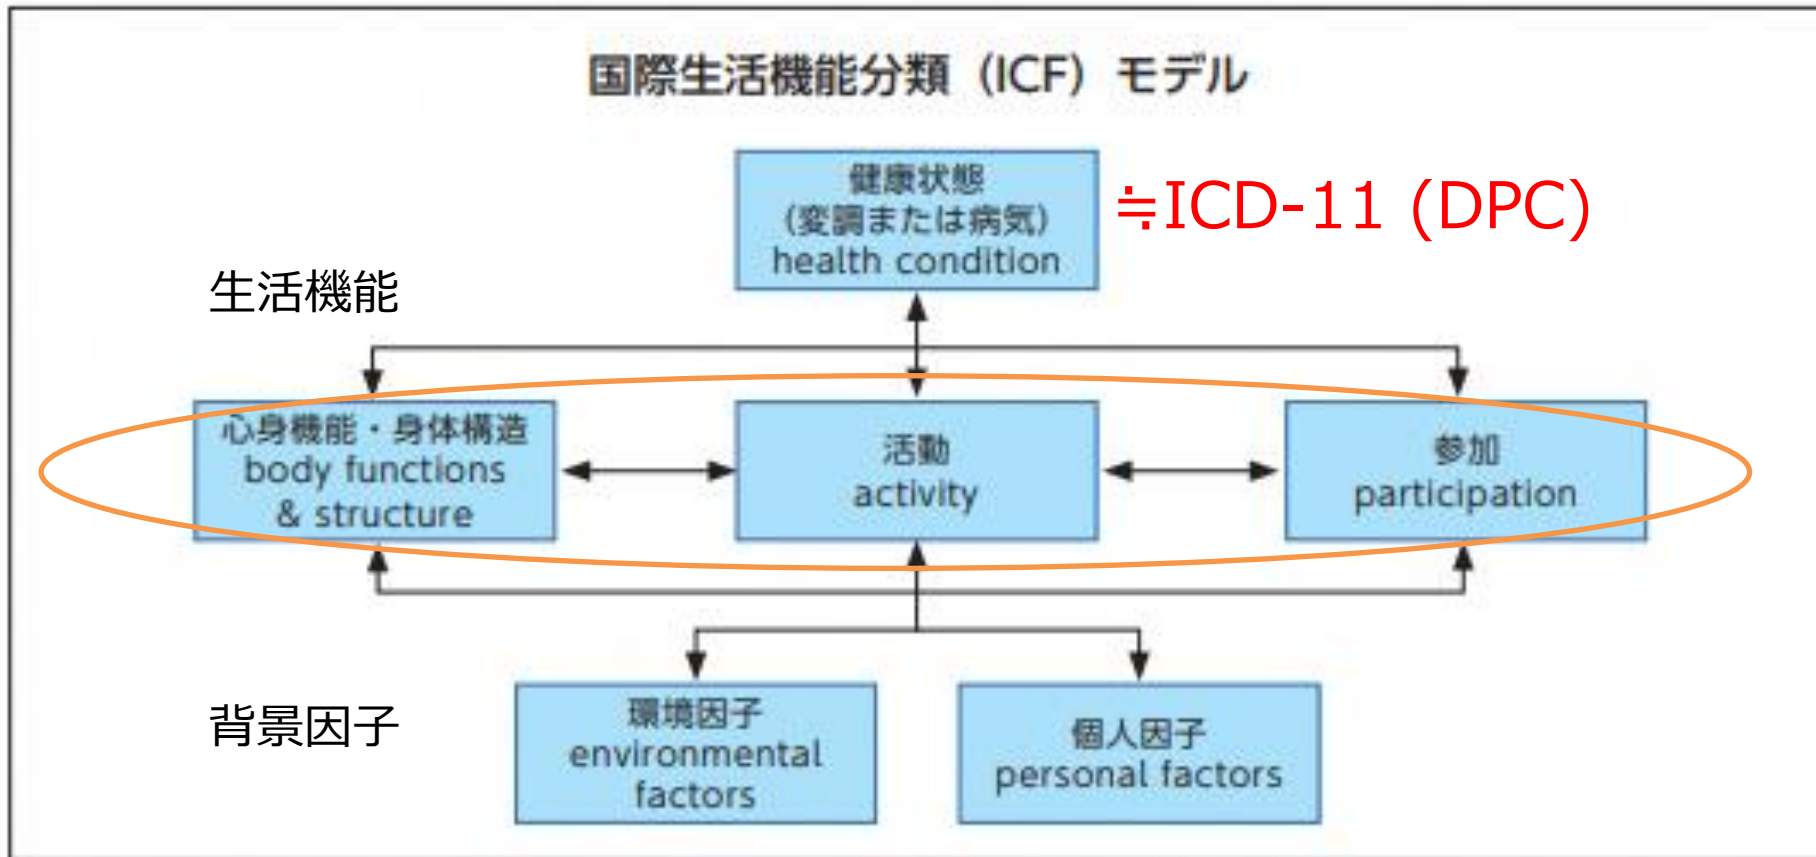 国際生活機能分類（ICF）モデル
健康状態
（変調または病気）
health condition
≒ICD-11 (DPC)
生活機能
心身機能・身体構造
body functions
& structure
活動
activity
参加
participation
背景因子
環境因子
environmental
factors
個人因子
personal factors